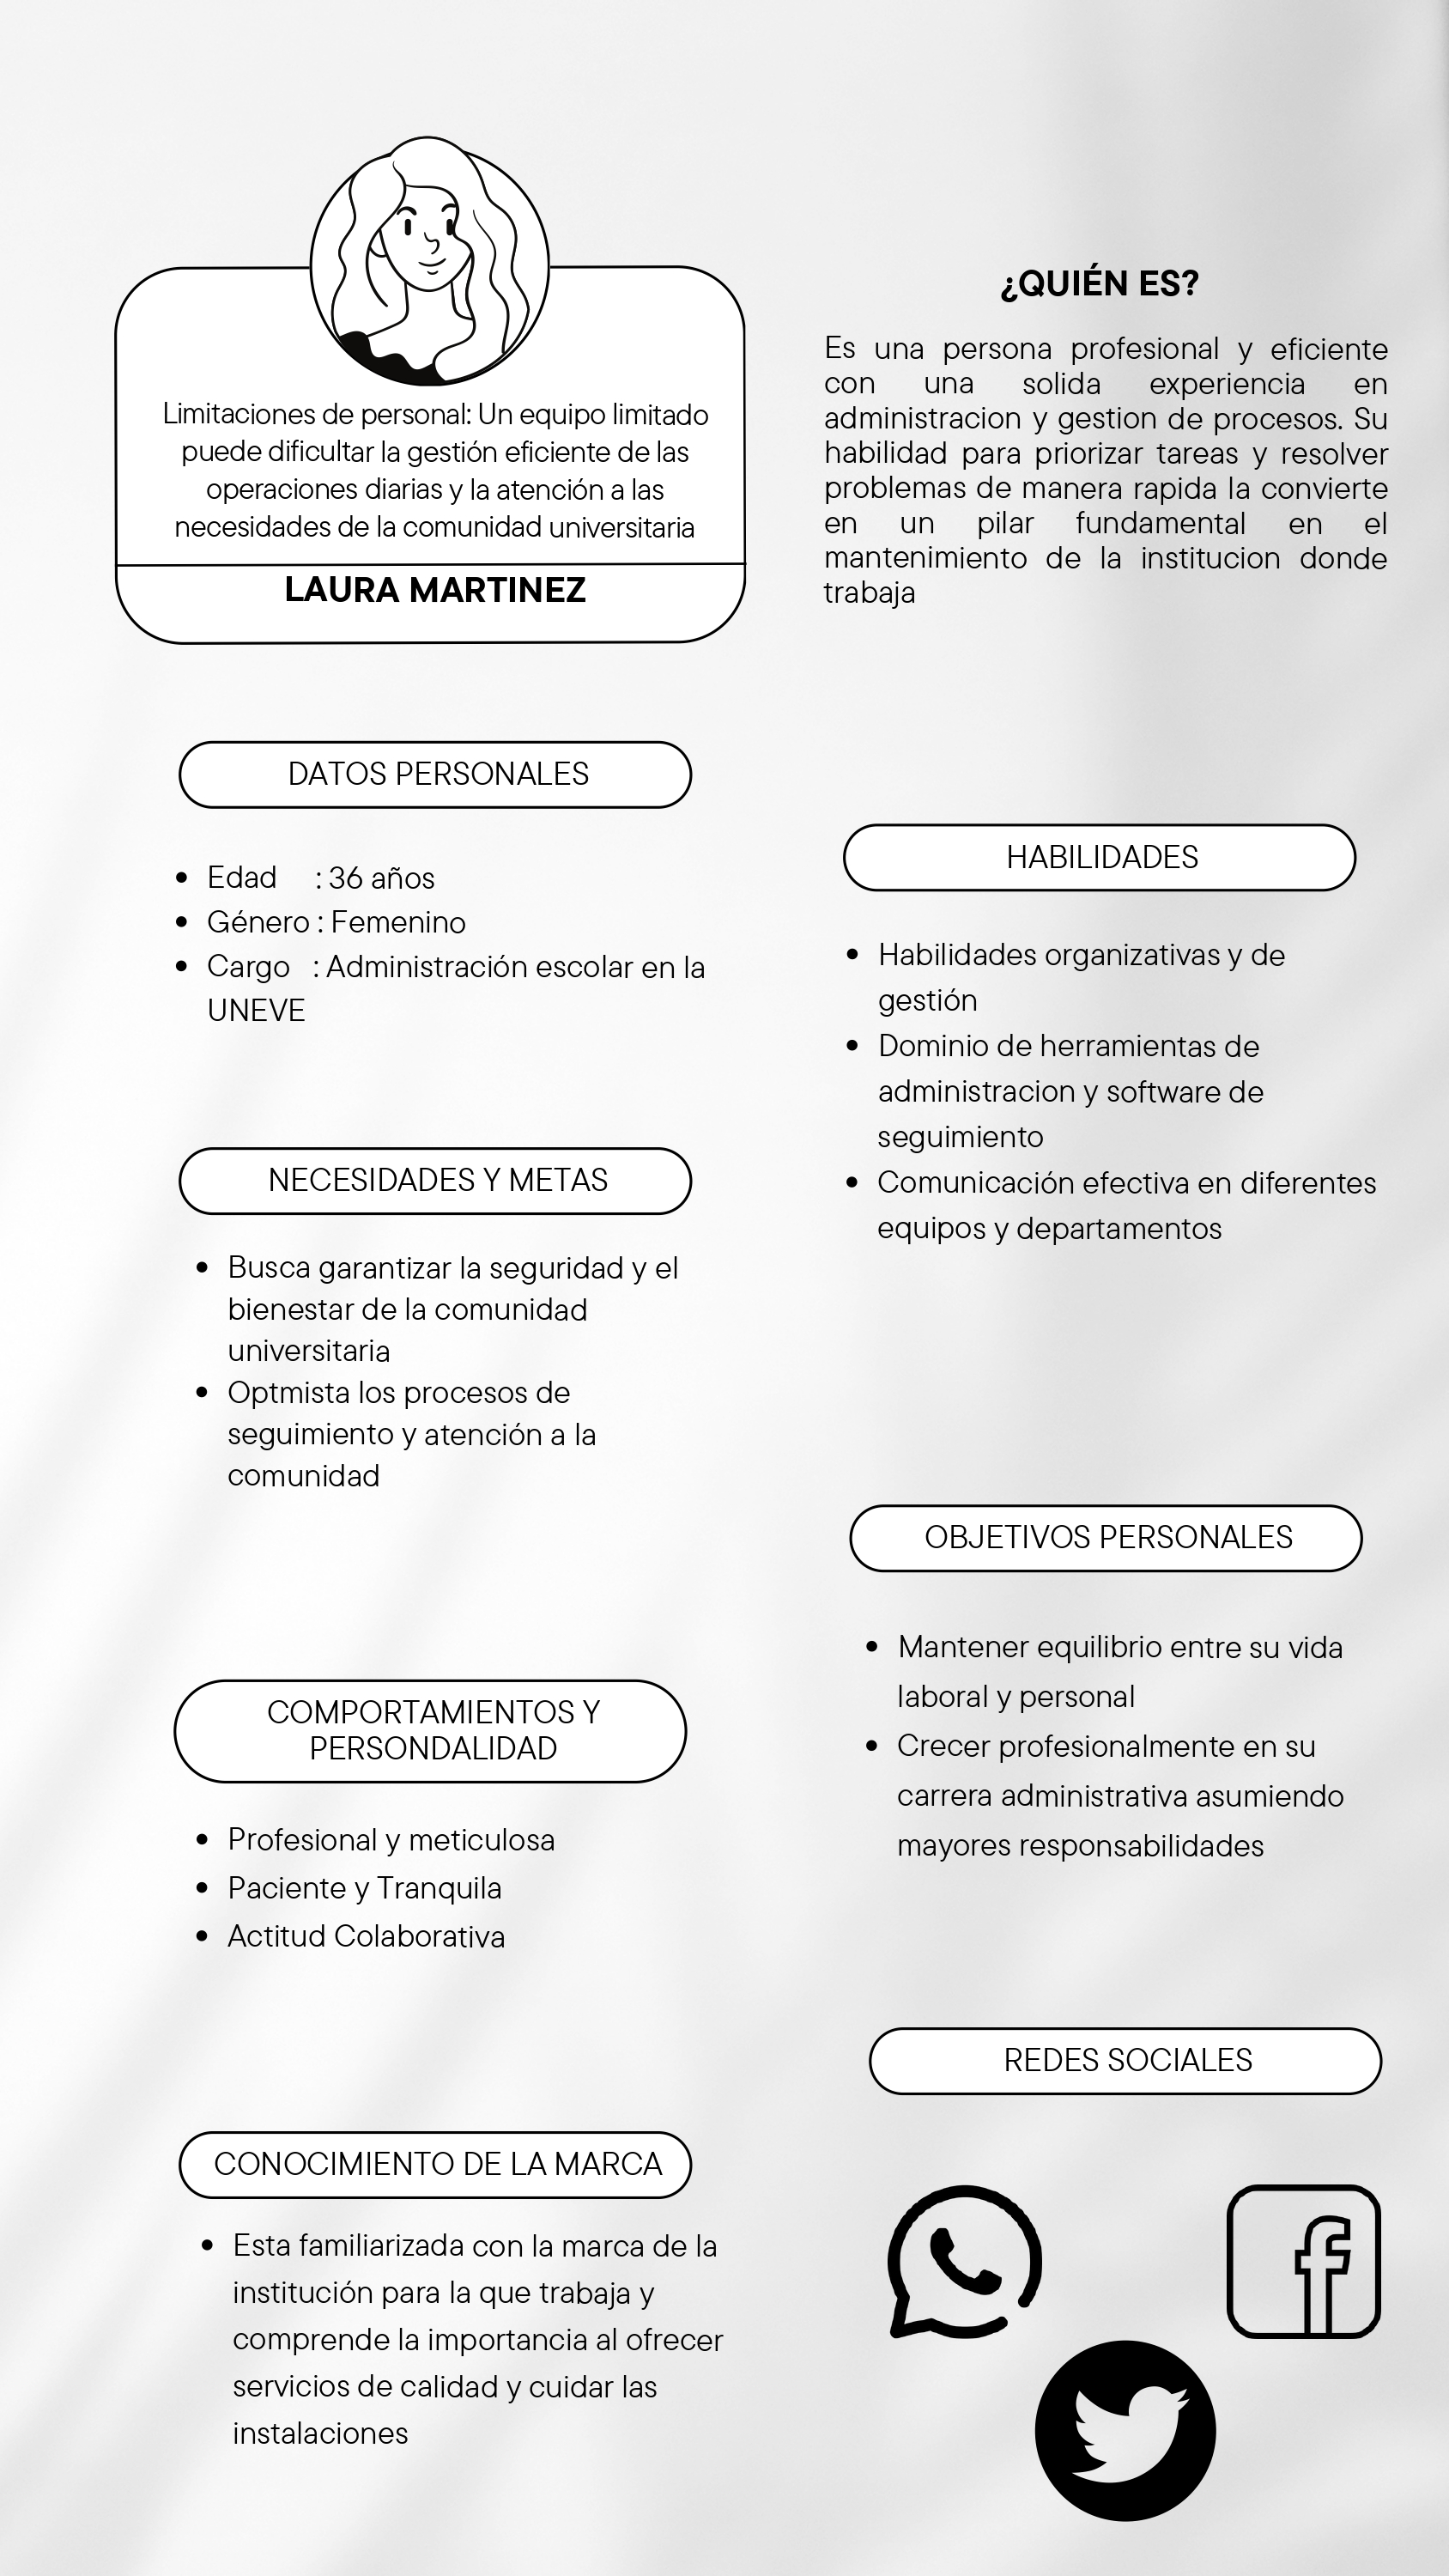 Limitaciones de personal: Un equipo limitado
puede dificultar la gestión eficiente de las
operaciones diarias y la atención a las
necesidades de la comunidad universitaria
LAURA MARTINEZ
¿QUIÉN ES?
Es una persona profesional y eficiente
con una solida experiencia en
administracion y gestion de procesos. Su
habilidad para priorizar tareas y resolver
problemas de manera rapida la convierte
en un pilar fundamental en el
mantenimiento de la institucion donde
trabaja
DATOS PERSONALES
Edad : 36 años
Género : Femenino
Cargo : Administración escolar en la
UNEVE
HABILIDADES
Habilidades organizativas y de
gestión
Dominio de herramientas de
administracion y software de
seguimiento
Comunicación efectiva en diferentes
equipos y departamentos
NECESIDADES Y METAS
Busca garantizar la seguridad y el
bienestar de la comunidad
universitaria
Optmista los procesos de
seguimiento y atención a la
comunidad
OBJETIVOS PERSONALES
Mantener equilibrio entre su vida
laboral y personal
Crecer profesionalmente en su
carrera administrativa asumiendo
mayores responsabilidades
COMPORTAMIENTOS Y
PERSONDALIDAD
Profesional y meticulosa
Paciente y Tranquila
Actitud Colaborativa
REDES SOCIALES
CONOCIMIENTO DE LA MARCA
Esta familiarizada con la marca de la
institución para la que trabaja y
comprende la importancia al ofrecer
servicios de calidad y cuidar las
instalaciones